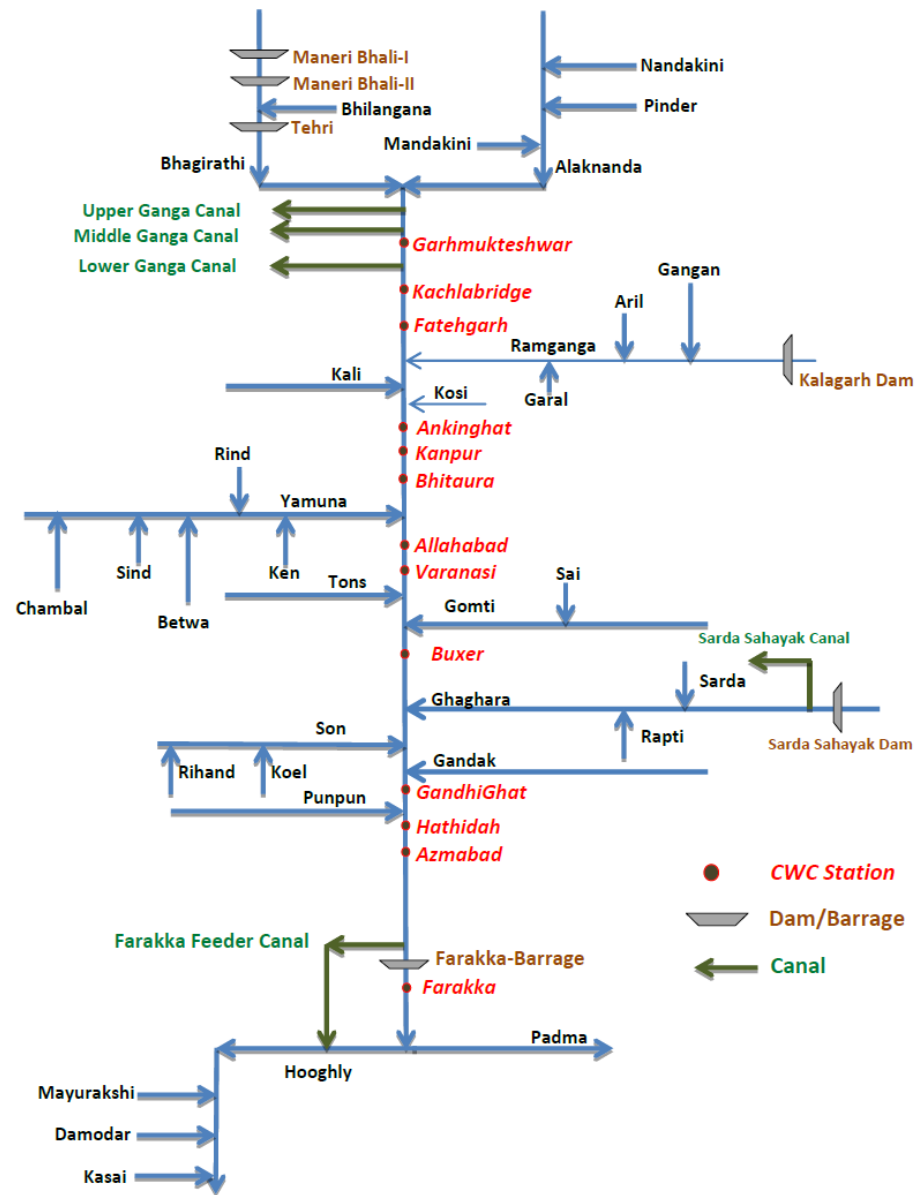 Maneri Bhali-I
Maneri Bhali-II
Bhilangana
Tehri
Bhagirathi
Nandakini
Pinder
Mandakini
Alaknanda
Upper Ganga Canal
Middle Ganga Canal
Lower Ganga Canal
Garhmukteshwar
Kachlabridge
Fatehgarh
Gangan
Aril
Ramganga
Garal
Kalagarh Dam
Kali
Kosi
Ankinghat
Kanpur
Bhitaura
Rind
Yamuna
Chambal
Sind
Betwa
Ken
Allahabad
Varanasi
Tons
Sai
Gomti
Buxer
Sarda Sahayak Canal
Sarda
Ghaghara
Rapti
Sarda Sahayak Dam
Son
Rihand
Koel
Gandak
GandhiGhat
Punpun
Hathidah
Azmabad
CWC Station
Dam/Barrage
Canal
Farakka Feeder Canal
Farakka-Barrage
Farakka
Padma
Hooghly
Mayurakshi
Damodar
Kasai